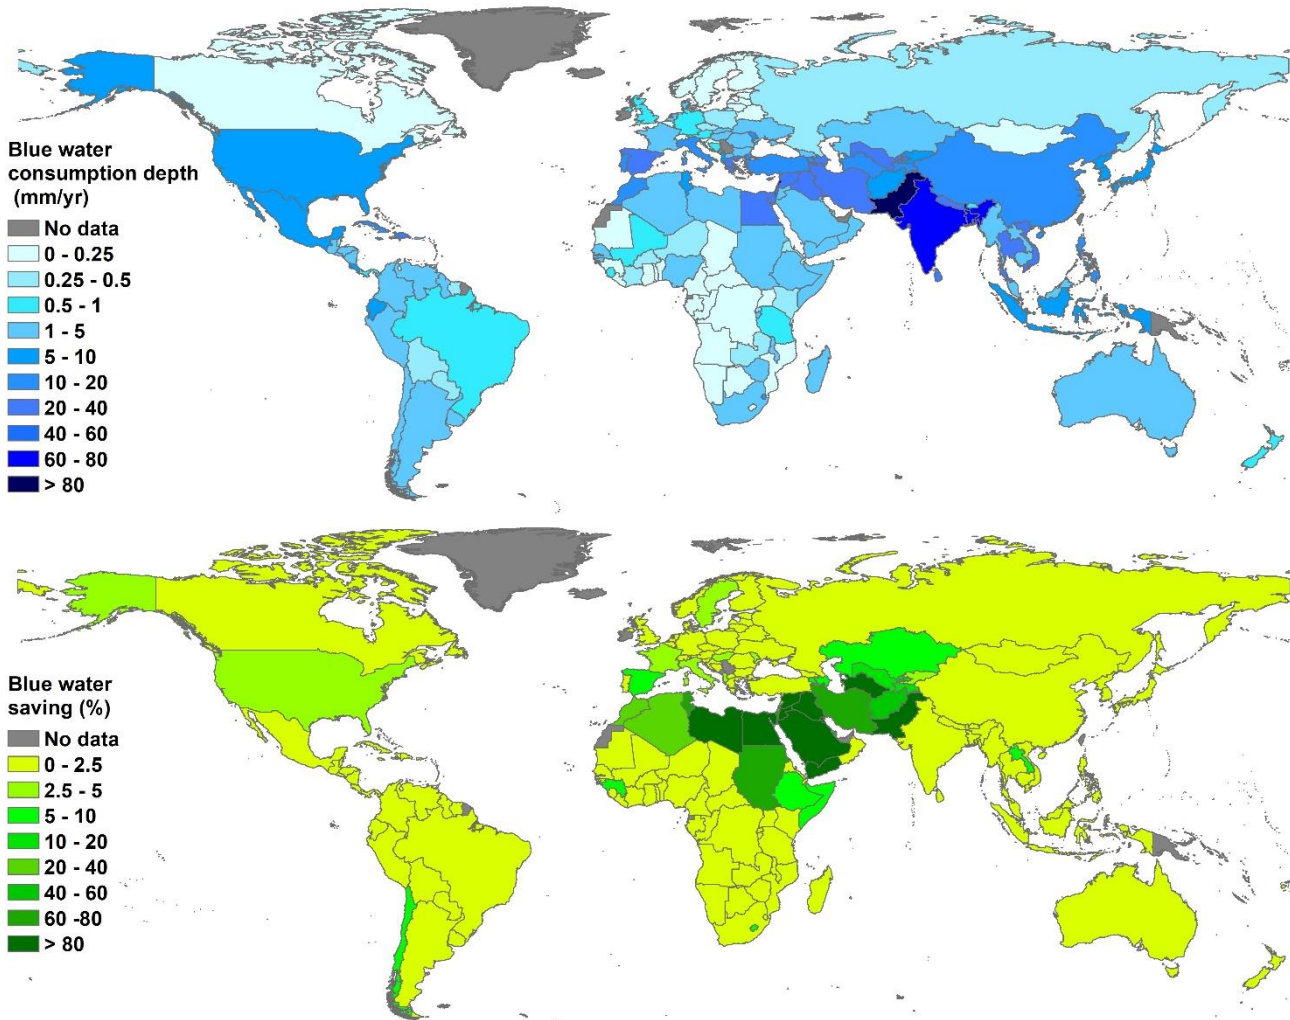 Blue water
consumption depth
(mm/yr)
No data
0 - 0.25
0.25 - 0.5
0.5 - 1
1 - 5
5 - 10
10 - 20
20 - 40
40 - 60
60 - 80
> 80
Blue water
saving (%)
No data
0 - 2.5
2.5 - 5
5 - 10
10 - 20
20 - 40
40 - 60
60 -80
> 80